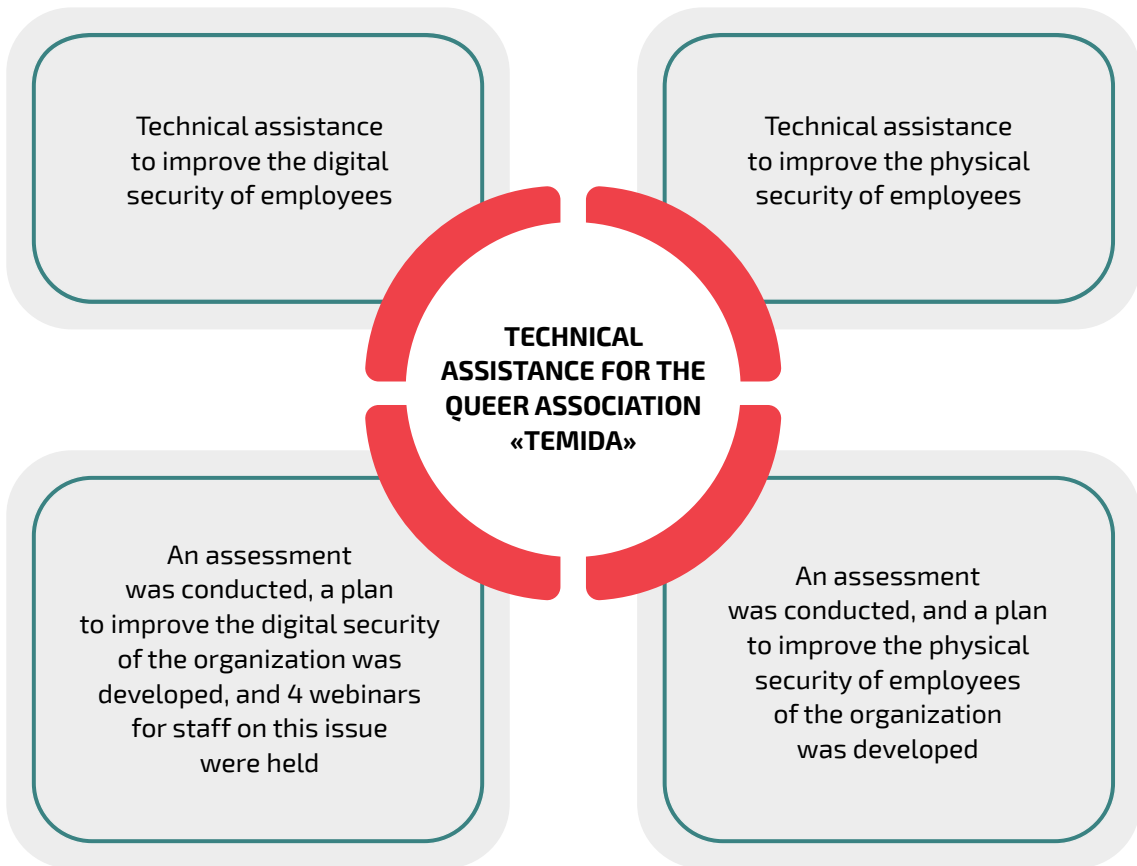 Technical assistance
to improve the digital
security of employees
Technical assistance
to improve the physical
security of employees
TECHNICAL
ASSISTANCE FOR THE
QUEER ASSOCIATION
«TEMIDA»
An assessment
was conducted, a plan
to improve the digital security
of the organization was
developed, and 4 webinars
for staff on this issue
were held
An assessment
was conducted, and a plan
to improve the physical
security of employees
of the organization
was developed